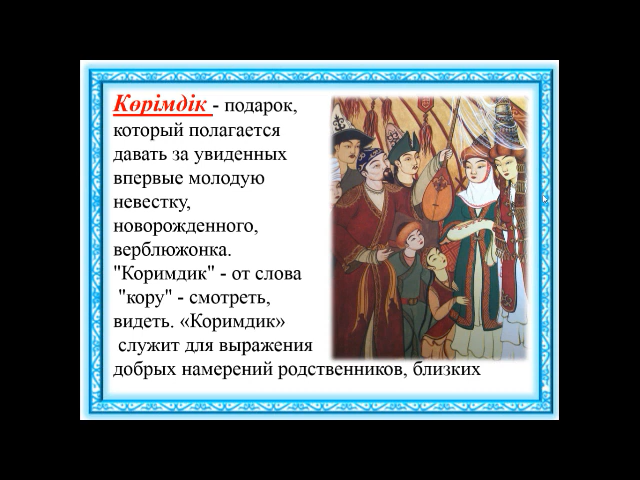 Көрімдік - подарок,
который полагается
давать за увиденных
впервые молодую
невестку,
новорожденного,
верблюжонка.
"Коримдик" - от слова
"кору" - смотреть,
видеть. «Коримдик»
служит для выражения
добрых намерений родственников, близких